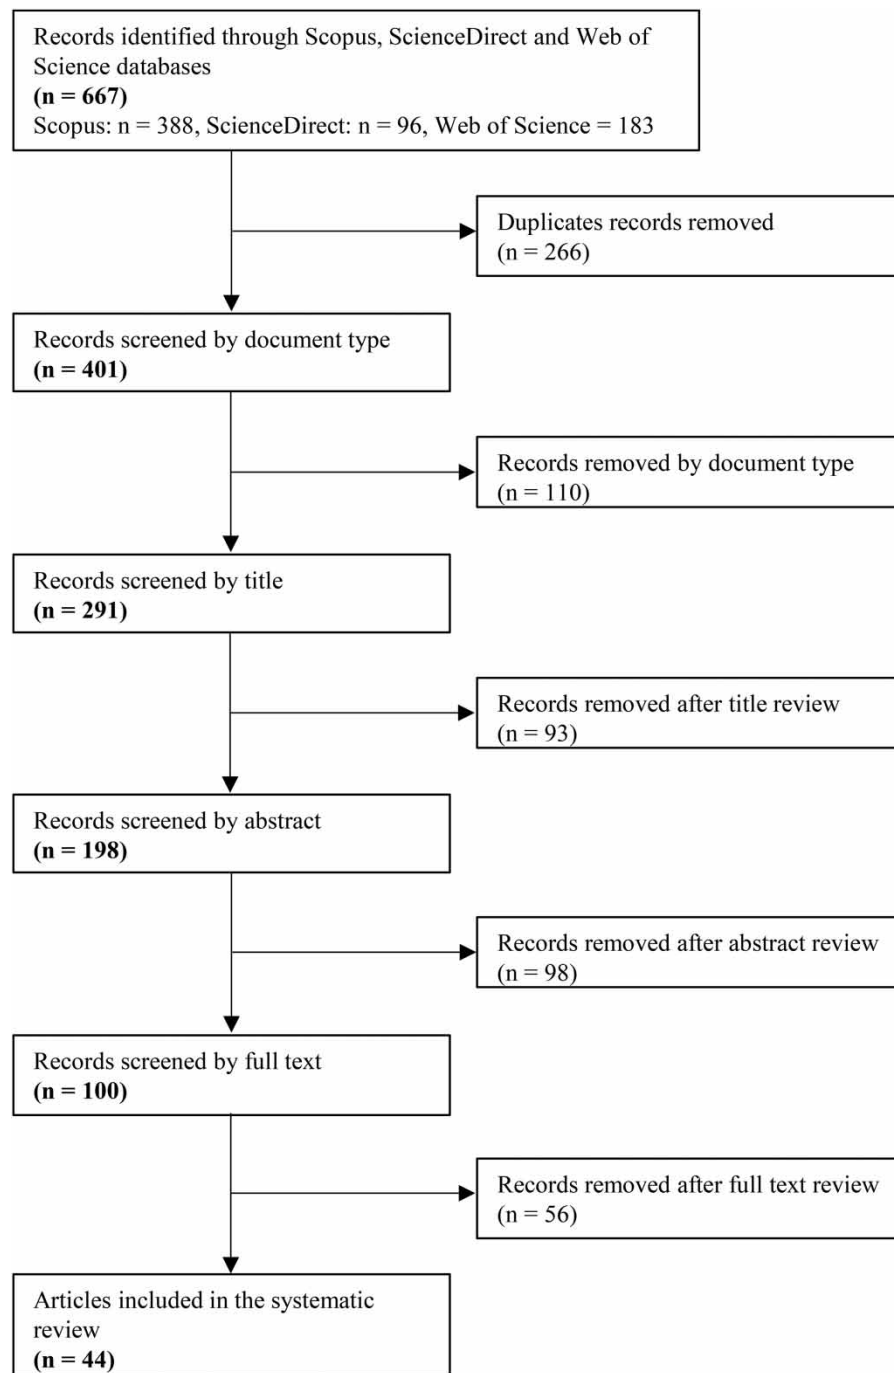 Records identified through Scopus, ScienceDirect and Web of
Science databases
(n = 667)
Scopus: n = 388, ScienceDirect: n = 96, Web of Science = 183
Duplicates records removed
(n = 266)
Records screened by document type
(n = 401)
Records removed by document type
(n = 110)
Records screened by title
(n = 291)
Records removed after title review
(n = 93)
Records screened by abstract
(n = 198)
Records removed after abstract review
(n = 98)
Records screened by full text
(n = 100)
Records removed after full text review
(n = 56)
Articles included in the systematic
review
(n = 44)